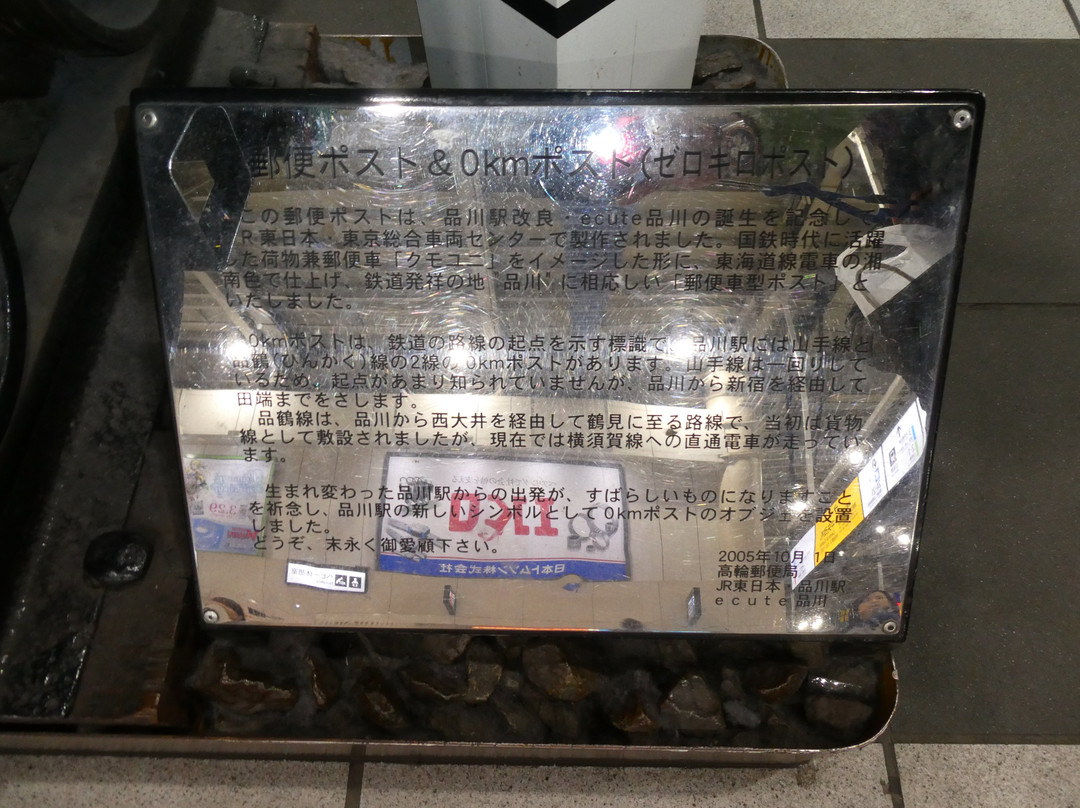 郵便ポスト＆0kmポスト(ゼロキロポスト)
この郵便ポストは、品川駅改良・ecute品川の誕生を記念し
JR東日本・東京総合車両センターで製作されました。国鉄時代に活躍
した荷物兼郵便車「クモユニ」をイメージした形に、東海道線電車の湘
南色で仕上げ、鉄道発祥の地"品川"に相応しい「郵便車型ポスト」と
いたしました。
0kmポストは、鉄道の路線の起点を示す標識で、品川駅には山手線と
品鶴(ひんかく)線の2線の0kmポストがあります。山手線は一回りして
いるため、起点があまり知られていませんが、品川から新宿を経由して
田端までをさします。
品鶴線は、品川から西大井を経由して鶴見に至る路線で、当初は貨物
線として敷設されましたが、現在では横須賀線への直通電車が走ってい
ます。
生まれ変わった品川駅からの出発が、すばらしいものになりますこと
を祈念し、品川駅の新しいシンボルとして0kmポストのオブジェを設置
しました。
どうぞ、末永く御愛顧下さい。
2005年10月1日
高輪郵便局
JR東日本 品川駅
ecute 品川
IKO
日本トムソン株式会社
3.29